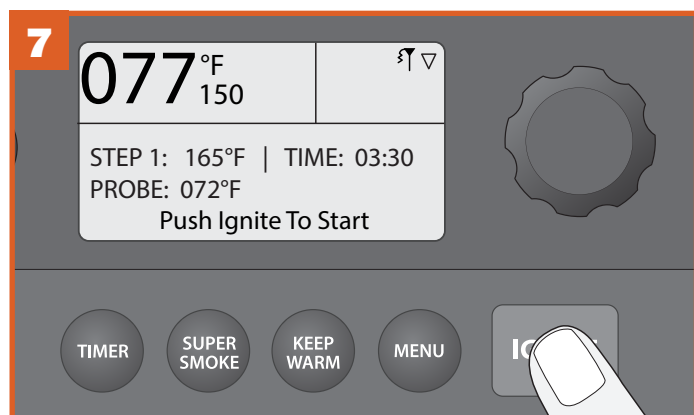 7
077 °F
150
STEP 1: 165°F | TIME: 03:30
PROBE: 072°F
Push Ignite To Start
TIMER
SUPER
SMOKE
KEEP
WARM
MENU